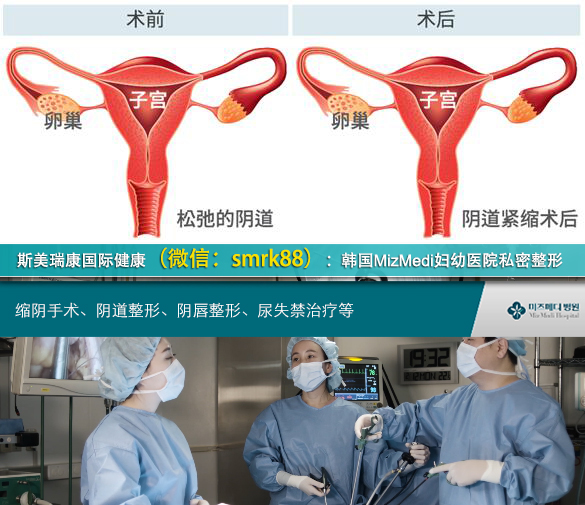 术前
术后
子宫
卵巢
子宫
卵巢
松弛的阴道
阴道紧缩术后
斯美瑞康国际健康（微信：smrk88）：韩国MizMedi妇幼医院私密整形
缩阴手术、阴道整形、阴唇整形、尿失禁治疗等
미즈메디병원
Miz Medi Hospital
19:32